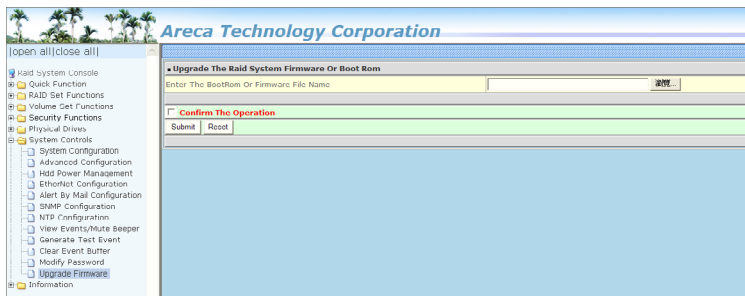 Areca Technology Corporation
|open all|close all|
Raid System Console
Quick Function
RAID Set Functions
Volume Set Functions
Security Functions
Physical Drives
System Controls
System Configuration
Advanced Configuration
Hdd Power Management
EtherNet Configuration
Alert By Mail Configuration
SNMP Configuration
NTP Configuration
View Events/Mute Beeper
Generate Test Event
Clear Event Buffer
Modify Password
Upgrade Firmware
Information
Upgrade The Raid System Firmware Or Boot Rom
Enter The BootRom Or Firmware File Name
瀏覽...
Confirm The Operation
Submit Reset